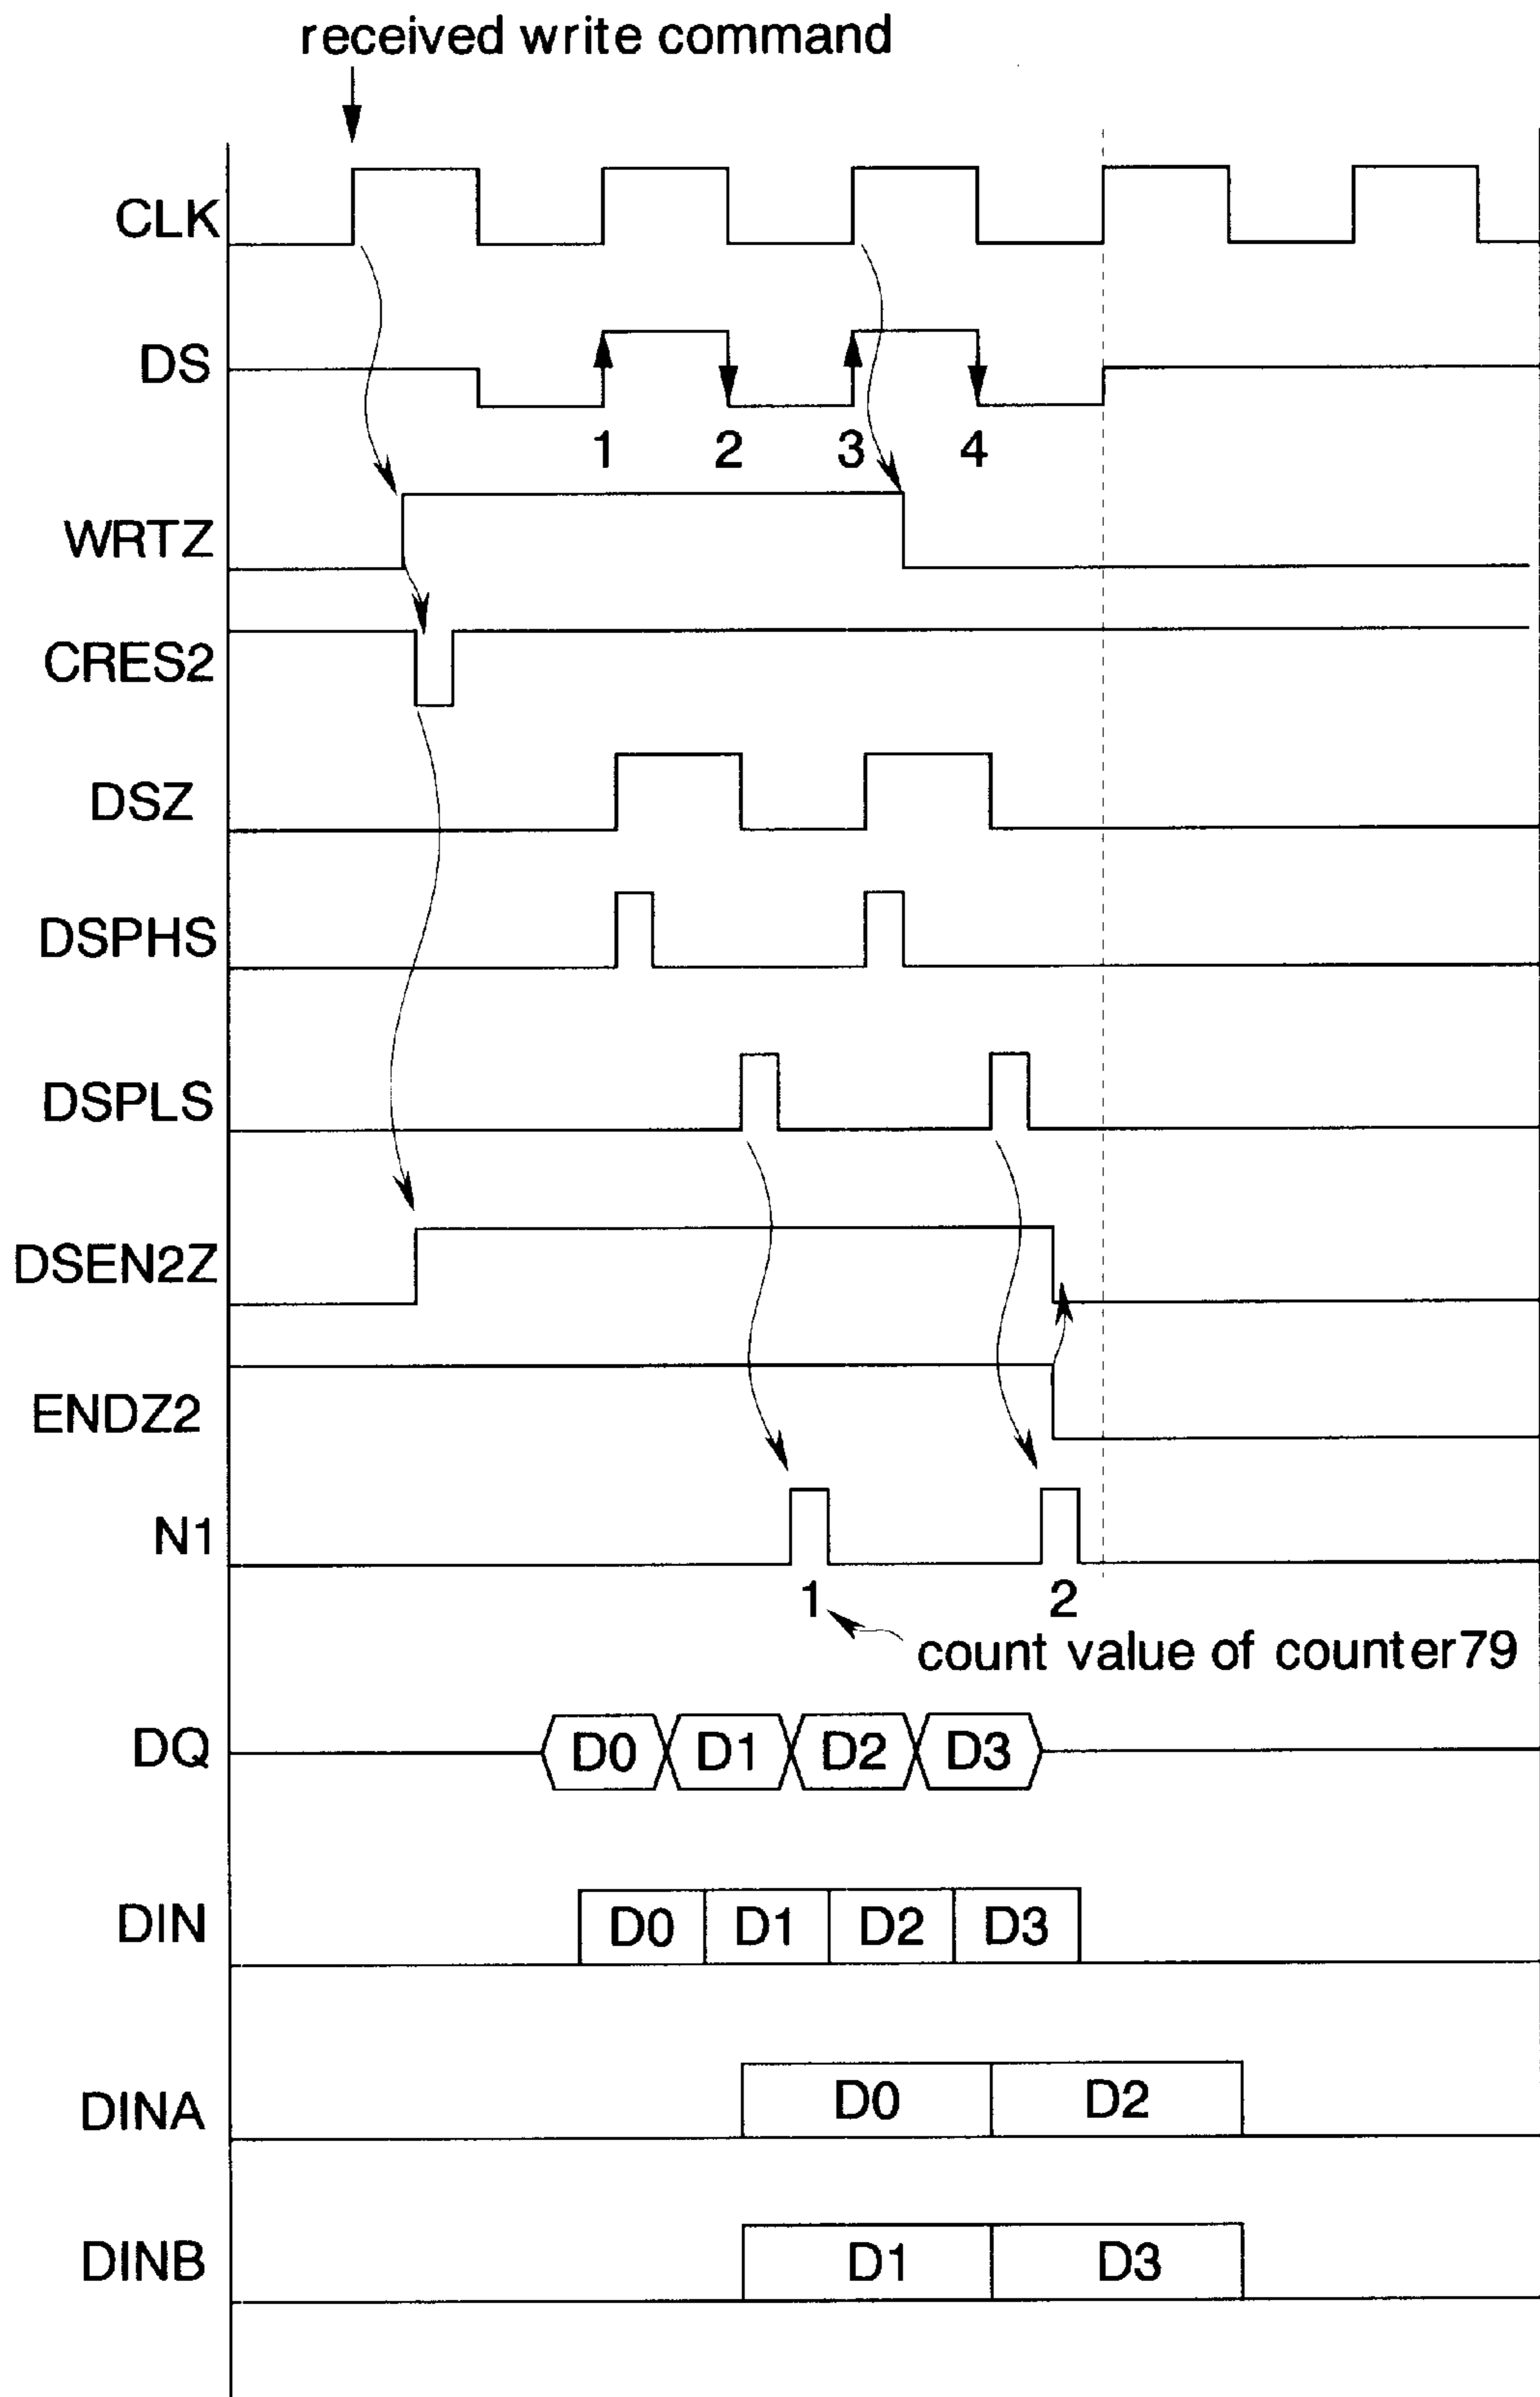 received write command
CLK
DS
1 2 3 4
WRTZ
CRES2
DSZ
DSPHS
DSPLS
DSEN2Z
ENDZ2
N1
1 2
count value of counter79
DQ D0 D1 D2 D3
DIN D0 D1 D2 D3
DINA D0 D2
DINB D1 D3